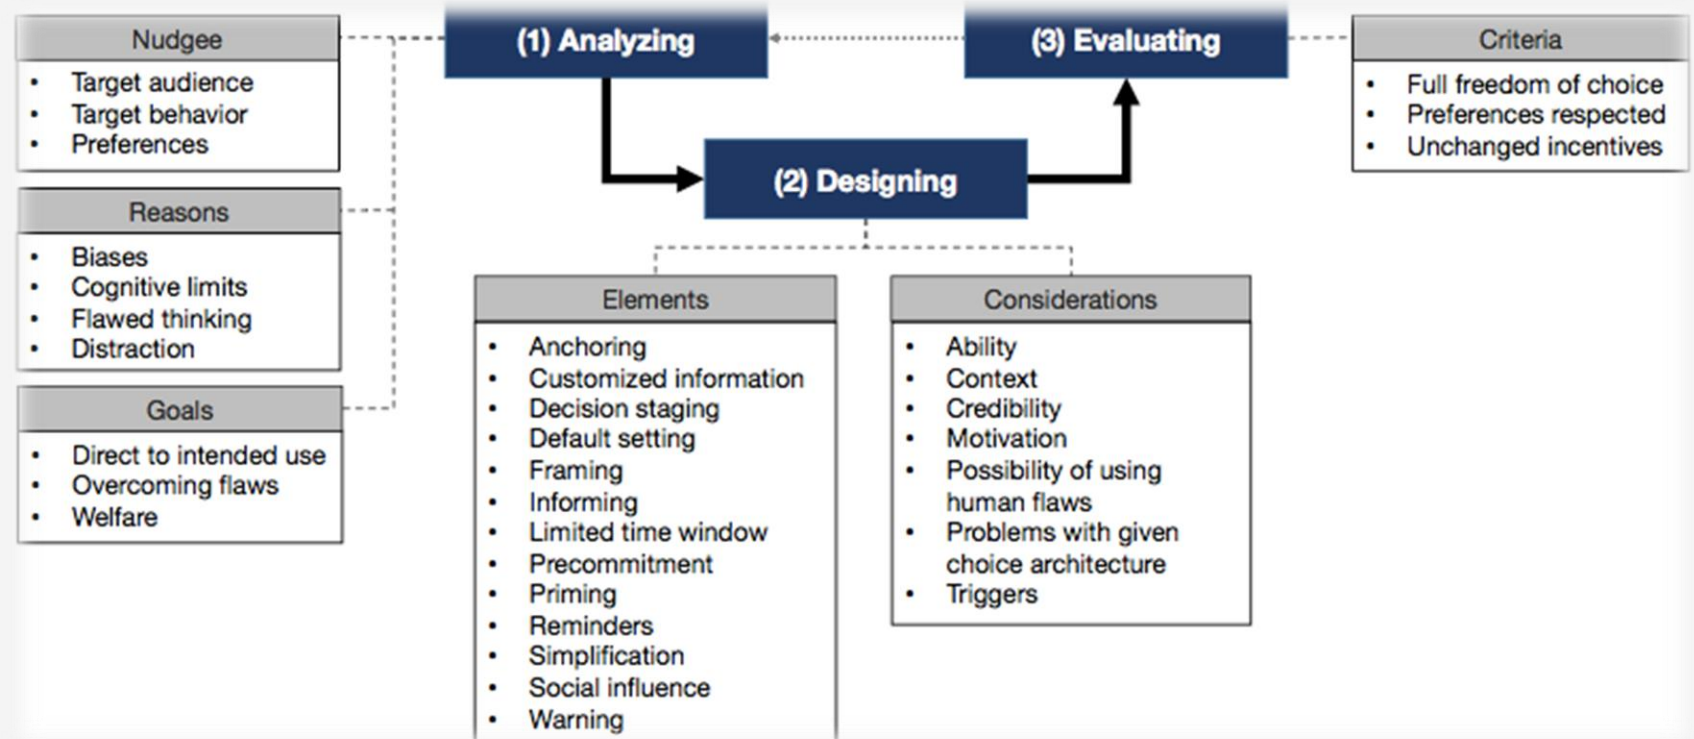 Nudgee
• Target audience
• Target behavior
• Preferences
Reasons
• Biases
• Cognitive limits
• Flawed thinking
• Distraction
Goals
• Direct to intended use
• Overcoming flaws
• Welfare
(1) Analyzing
(3) Evaluating
(2) Designing
Criteria
• Full freedom of choice
• Preferences respected
• Unchanged incentives
Elements
• Anchoring
• Customized information
• Decision staging
• Default setting
• Framing
• Informing
• Limited time window
• Precommitment
• Priming
• Reminders
• Simplification
• Social influence
• Warning
Considerations
• Ability
• Context
• Credibility
• Motivation
• Possibility of using
human flaws
• Problems with given
choice architecture
• Triggers